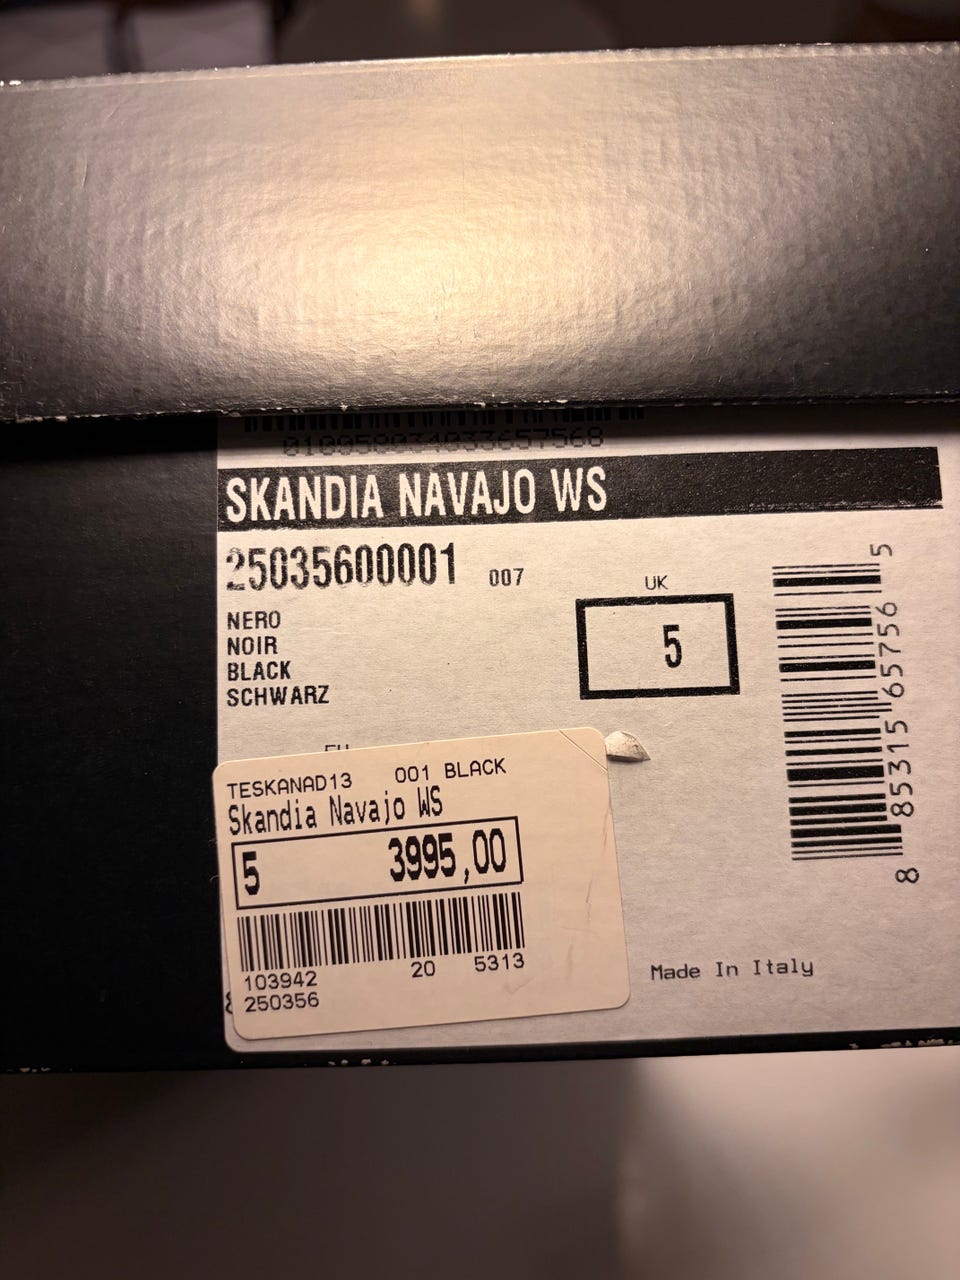 010058034033657568
SKANDIA NAVAJO WS
25035600001 007
NERO
NOIR
BLACK
SCHWARZ
UK
5
8 85315 65756 5
TESKANAD13 001 BLACK
Skandia Navajo WS
5 3995,00
103942 20 5313
250356
Made In Italy